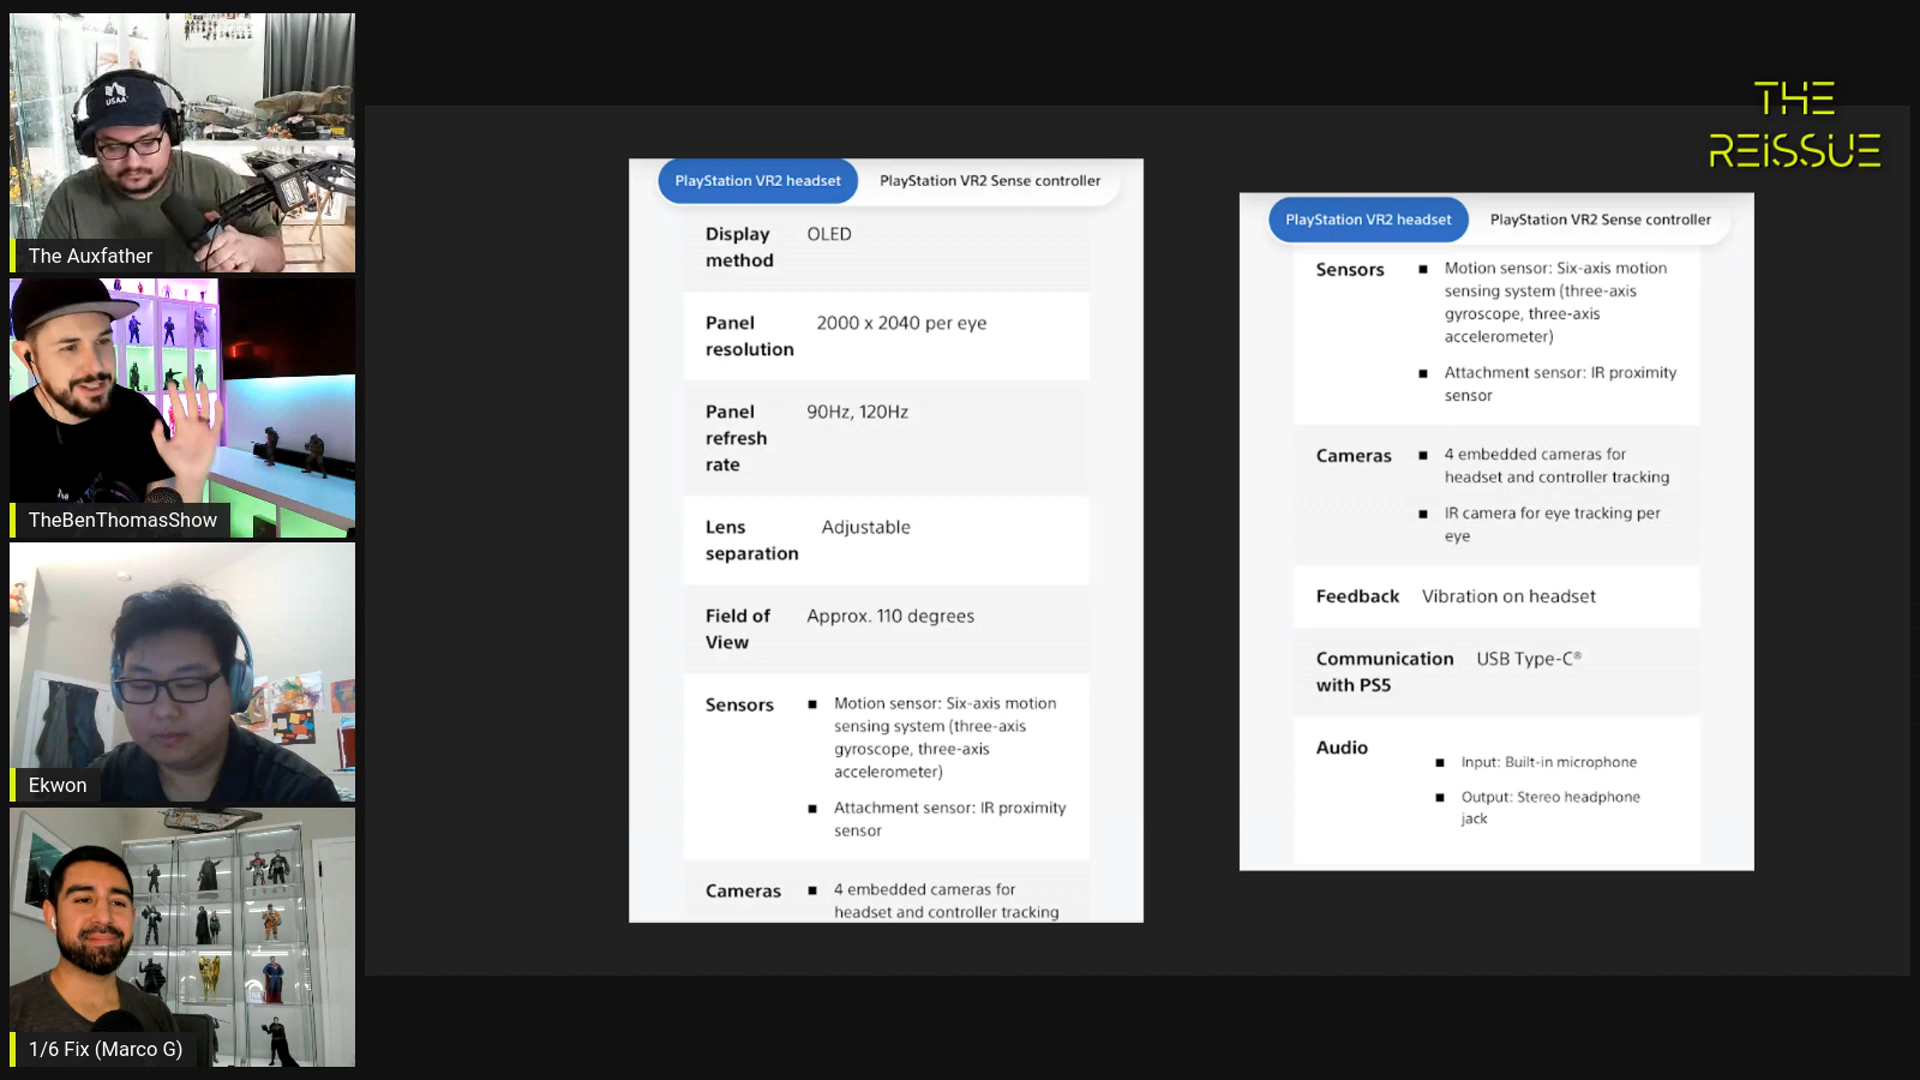 USAA
The Auxfather
TheBenThomasShow
Ekwon
1/6 Fix (Marco G)
PlayStation VR2 headset
PlayStation VR2 Sense controller
Display
method
OLED
Panel
resolution
2000 x 2040 per eye
Panel
refresh
rate
90Hz, 120Hz
Lens
separation
Adjustable
Field of
View
Approx. 110 degrees
Sensors
■ Motion sensor: Six-axis motion
sensing system (three-axis
gyroscope, three-axis
accelerometer)
■ Attachment sensor: IR proximity
sensor
Cameras
■ 4 embedded cameras for
headset and controller tracking
THE
REISSUE
PlayStation VR2 headset
PlayStation VR2 Sense controller
Sensors
■ Motion sensor: Six-axis motion
sensing system (three-axis
gyroscope, three-axis
accelerometer)
■ Attachment sensor: IR proximity
sensor
Cameras
■ 4 embedded cameras for
headset and controller tracking
■ IR camera for eye tracking per
eye
Feedback
Vibration on headset
Communication
with PS5
USB Type-C®
Audio
■ Input: Built-in microphone
■ Output: Stereo headphone
jack